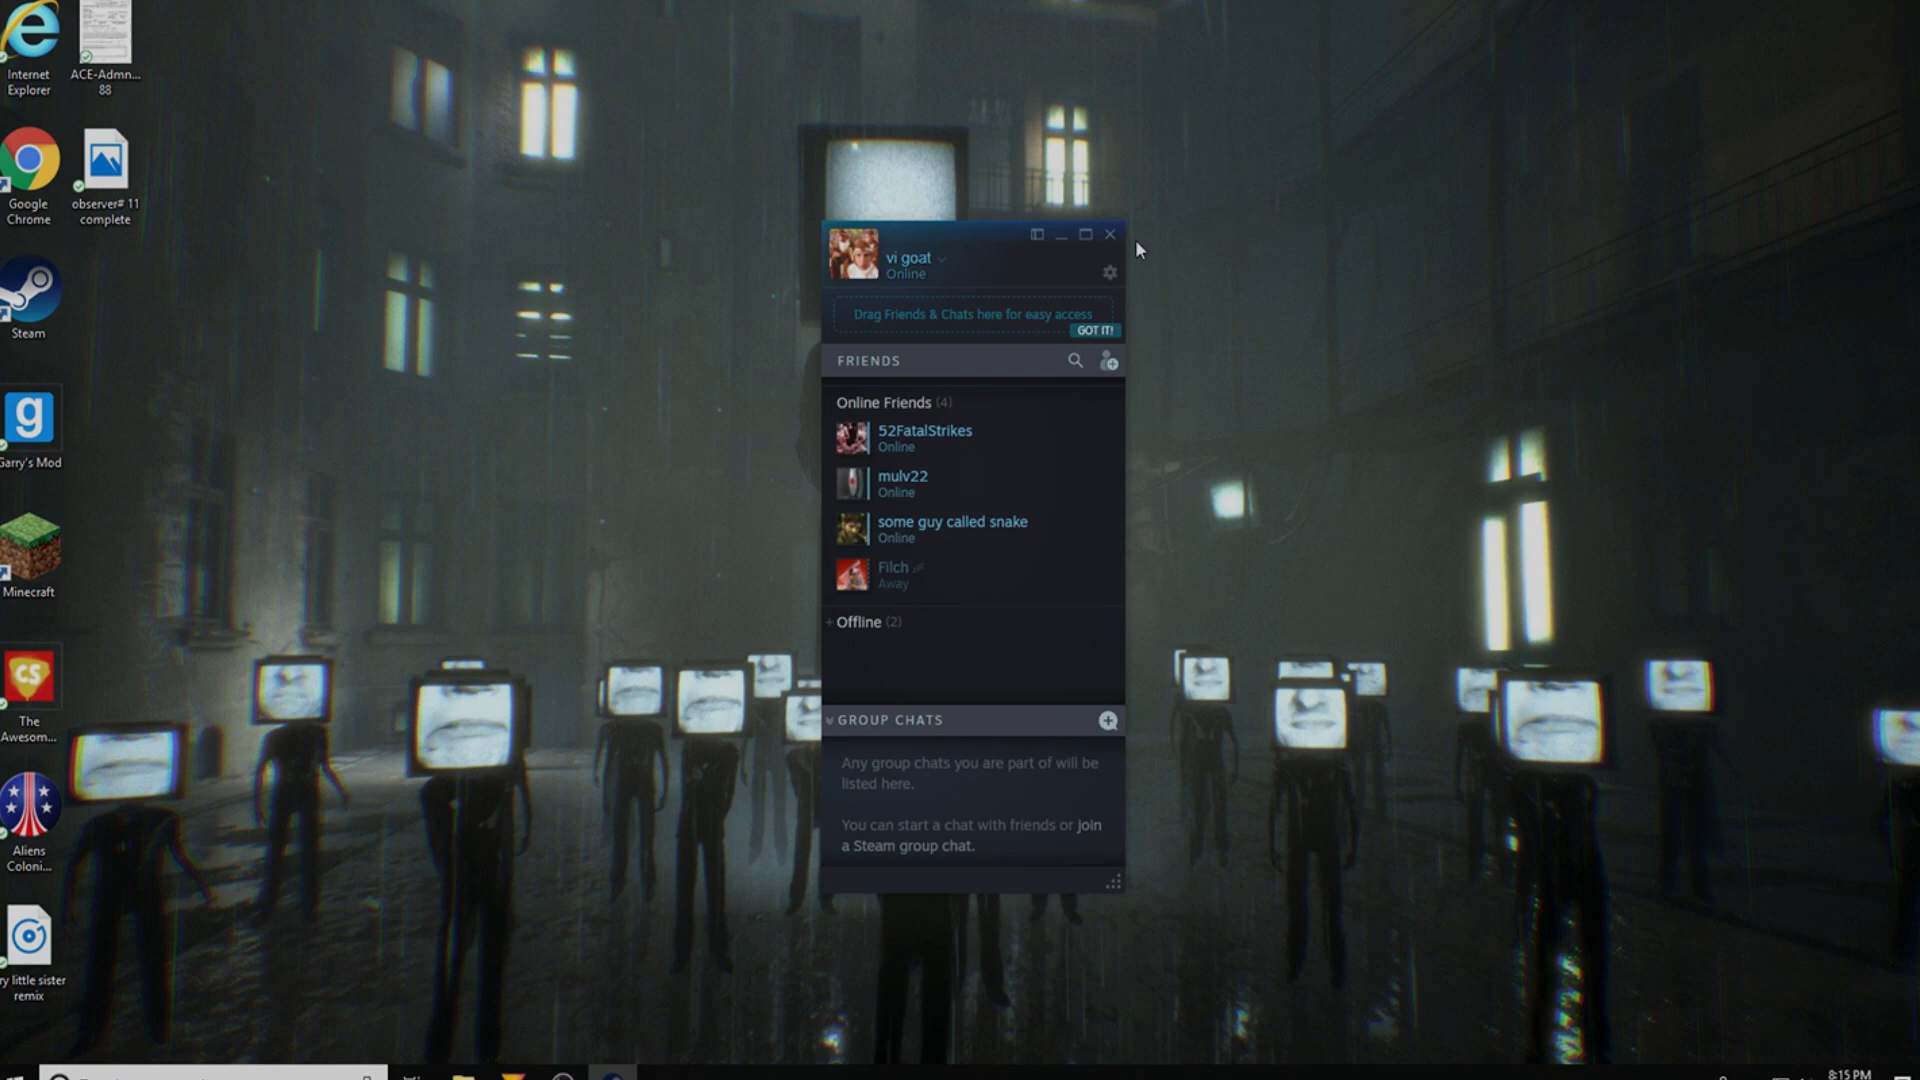 Internet
Explorer
ACE-Admn...
88
Google
Chrome
observer# 11
complete
Steam
Garry's Mod
Minecraft
The
Awesom...
Aliens
Coloni...
ry little sister
remix
vi goat
Online
Drag Friends & Chats here for easy access
GOT IT!
FRIENDS
Online Friends (4)
52FatalStrikes
Online
mulv22
Online
some guy called snake
Online
Filch
Away
+ Offline (2)
GROUP CHATS
Any group chats you are part of will be
listed here.
You can start a chat with friends or join
a Steam group chat.
8:15 PM